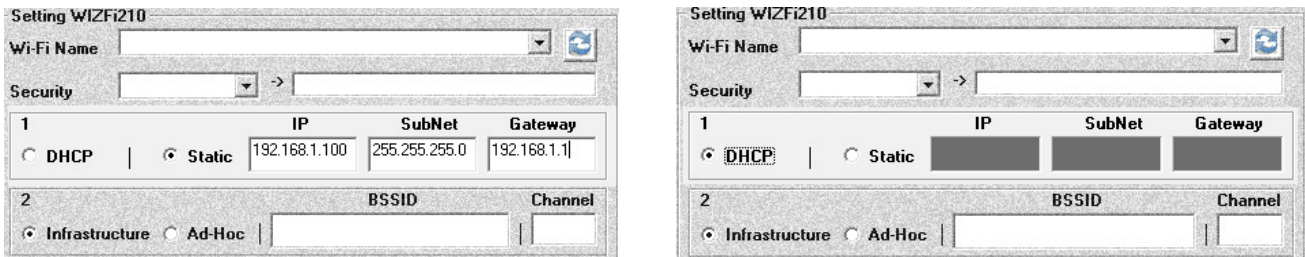 Setting WIZFi210
Wi-Fi Name
Security ->
1 IP SubNet Gateway
DHCP | Static 192.168.1.100 255.255.255.0 192.168.1.1
2 BSSID Channel
Infrastructure Ad-Hoc | |
Setting WIZFi210
Wi-Fi Name
Security ->
1 IP SubNet Gateway
DHCP | Static
2 BSSID Channel
Infrastructure Ad-Hoc | |